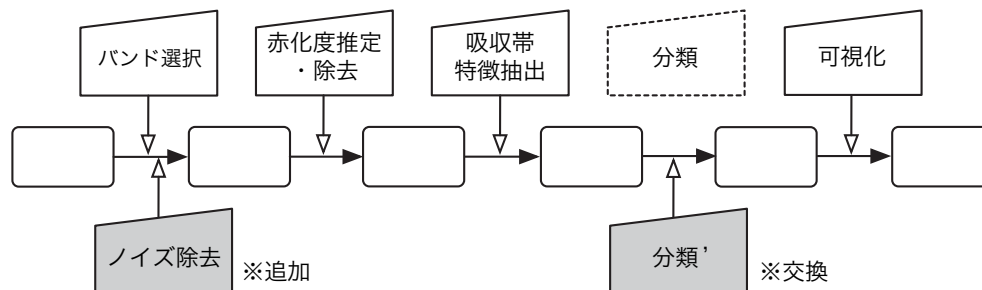 バンド選択
赤化度推定
・除去
吸収帯
特徴抽出
分類
可視化
ノイズ除去
※追加
分類’
※交換